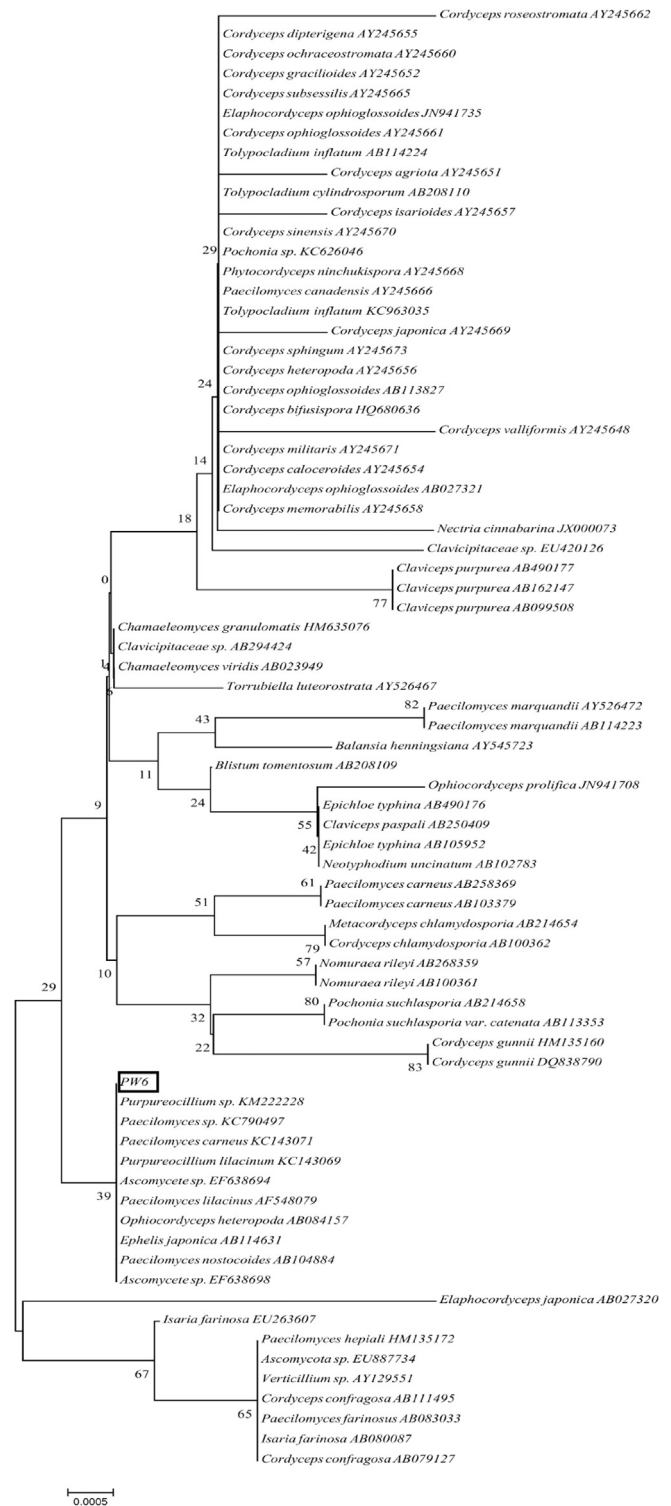 Cordyceps roseostromata AY245662
Cordyceps dipterigena AY245655
Cordyceps ochraceostromata AY245660
Cordyceps gracilioides AY245652
Cordyceps subsessilis AY245665
Elaphocordyceps ophioglossoides JN941735
Cordyceps ophioglossoides AY245661
Tolypocladium inflatum AB114224
Cordyceps agriota AY245651
Tolypocladium cylindrosporum AB208110
Cordyceps isarioides AY245657
Cordyceps sinensis AY245670
29
Pochonia sp. KC626046
Phytocordyceps ninchukispora AY245668
Paecilomyces canadensis AY245666
Tolypocladium inflatum KC963035
Cordyceps japonica AY245669
Cordyceps sphingum AY245673
Cordyceps heteropoda AY245656
24
Cordyceps ophioglossoides AB113827
Cordyceps bifusispora HQ680636
Cordyceps valliformis AY245648
Cordyceps militaris AY245671
14
Cordyceps caloceroides AY245654
Elaphocordyceps ophioglossoides AB027321
Cordyceps memorabilis AY245658
18
Nectria cinnabarina JX000073
Clavicipitaceae sp. EU420126
Claviceps purpurea AB490177
0
Claviceps purpurea AB162147
77
Claviceps purpurea AB099508
Chamaeleomyces granulomatis HM635076
Clavicipitaceae sp. AB294424
1
4
Chamaeleomyces viridis AB023949
Torrubiella luteorostrata AY526467
82
Paecilomyces marquandii AY526472
43
Paecilomyces marquandii AB114223
Balansia henningsiana AY545723
11
Blistum tomentosum AB208109
Ophiocordyceps prolifica JN941708
24
Epichloe typhina AB490176
9
55
Claviceps paspali AB250409
42
Epichloe typhina AB105952
Neotyphodium uncinatum AB102783
61
Paecilomyces carneus AB258369
51
Paecilomyces carneus AB103379
Metacordyceps chlamydosporia AB214654
79
Cordyceps chlamydosporia AB100362
10
57
Nomuraea rileyi AB268359
Nomuraea rileyi AB100361
29
80
Pochonia suchlasporia AB214658
32
Pochonia suchlasporia var. catenata AB113353
22
Cordyceps gunnii HM135160
83
Cordyceps gunnii DQ838790
PW6
Purpureocillium sp. KM222228
Paecilomyces sp. KC790497
Paecilomyces carneus KC143071
Purpureocillium lilacinum KC143069
Ascomycete sp. EF638694
39
Paecilomyces lilacinus AF548079
Ophiocordyceps heteropoda AB084157
Ephelis japonica AB114631
Paecilomyces nostocoides AB104884
Ascomycete sp. EF638698
Elaphocordyceps japonica AB027320
Isaria farinosa EU263607
Paecilomyces hepiali HM135172
67
Ascomycota sp. EU887734
Verticillium sp. AY129551
Cordyceps confragosa AB111495
65
Paecilomyces farinosus AB083033
Isaria farinosa AB080087
Cordyceps confragosa AB079127
0.0005